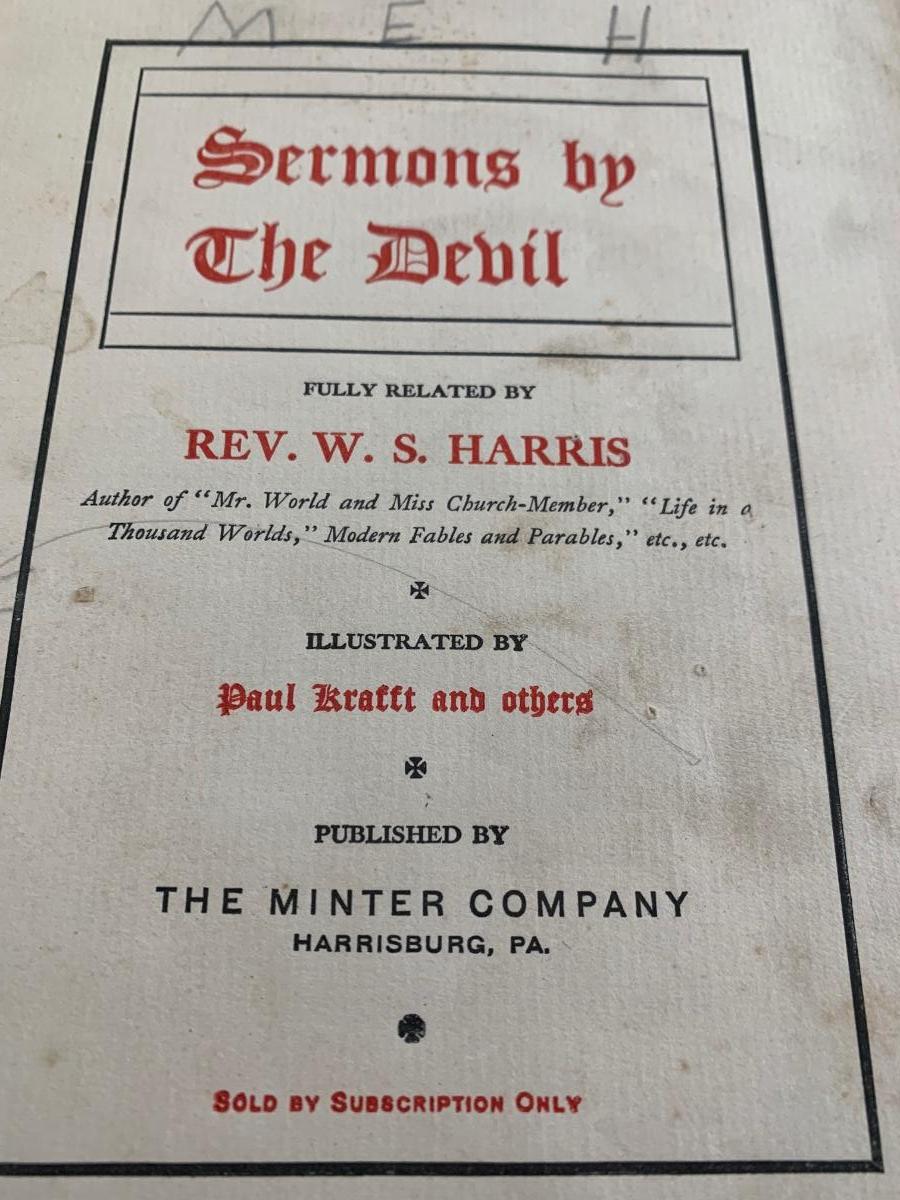 M E H
Sermons by
The Devil
FULLY RELATED BY
REV. W. S. HARRIS
Author of “Mr. World and Miss Church-Member,” “Life in a
Thousand Worlds,” Modern Fables and Parables,” etc., etc.
ILLUSTRATED BY
Paul Krafft and others
PUBLISHED BY
THE MINTER COMPANY
HARRISBURG, PA.
SOLD BY SUBSCRIPTION ONLY